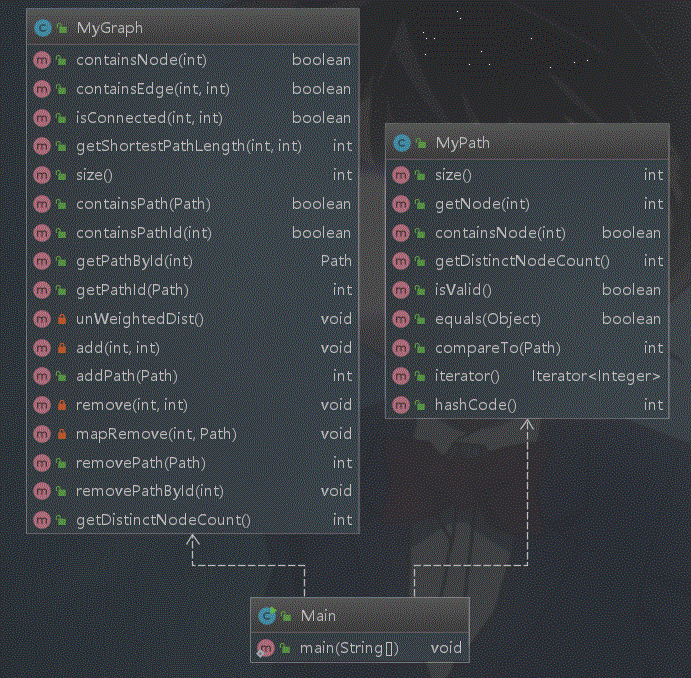 MyGraph
containsNode(int) boolean
containsEdge(int, int) boolean
isConnected(int, int) boolean
getShortestPathLength(int, int) int
size() int
containsPath(Path) boolean
containsPathId(int) boolean
getPathById(int) Path
getPathId(Path) int
unWeightedDist() void
add(int, int) void
addPath(Path) int
remove(int, int) void
mapRemove(int, Path) void
removePath(Path) int
removePathById(int) void
getDistinctNodeCount() int
MyPath
size() int
getNode(int) int
containsNode(int) boolean
getDistinctNodeCount() int
isValid() boolean
equals(Object) boolean
compareTo(Path) int
iterator() Iterator<Integer>
hashCode() int
Main
main(String[]) void